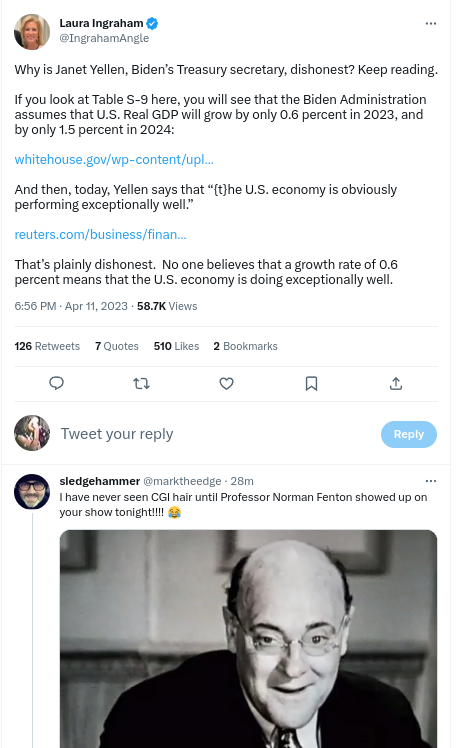 Laura Ingraham
@IngrahamAngle
Why is Janet Yellen, Biden’s Treasury secretary, dishonest? Keep reading.
If you look at Table S-9 here, you will see that the Biden Administration
assumes that U.S. Real GDP will grow by only 0.6 percent in 2023, and
by only 1.5 percent in 2024:
whitehouse.gov/wp-content/upl...
And then, today, Yellen says that “{t}he U.S. economy is obviously
performing exceptionally well.”
reuters.com/business/finan...
That’s plainly dishonest.  No one believes that a growth rate of 0.6
percent means that the U.S. economy is doing exceptionally well.
6:56 PM · Apr 11, 2023 · 58.7K Views
126 Retweets 7 Quotes 510 Likes 2 Bookmarks
Tweet your reply
Reply
sledgehammer @marktheedge · 28m
I have never seen CGI hair until Professor Norman Fenton showed up on
your show tonight!!!! 😂